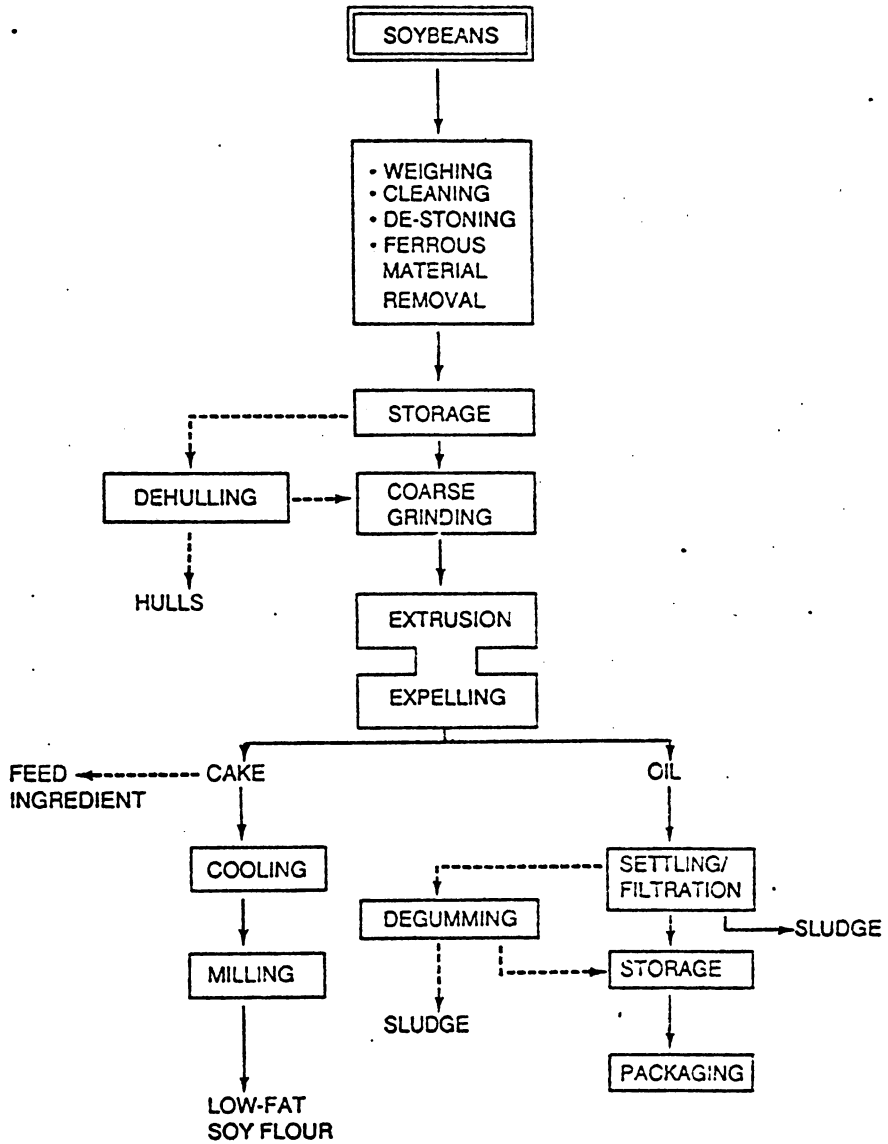 SOYBEANS
• WEIGHING
• CLEANING
• DE-STONING
• FERROUS
MATERIAL
REMOVAL
STORAGE
DEHULLING
COARSE
GRINDING
HULLS
EXTRUSION
EXPELLING
FEED
INGREDIENT
CAKE
OIL
COOLING
SETTLING/
FILTRATION
DEGUMMING
SLUDGE
MILLING
STORAGE
SLUDGE
PACKAGING
LOW-FAT
SOY FLOUR